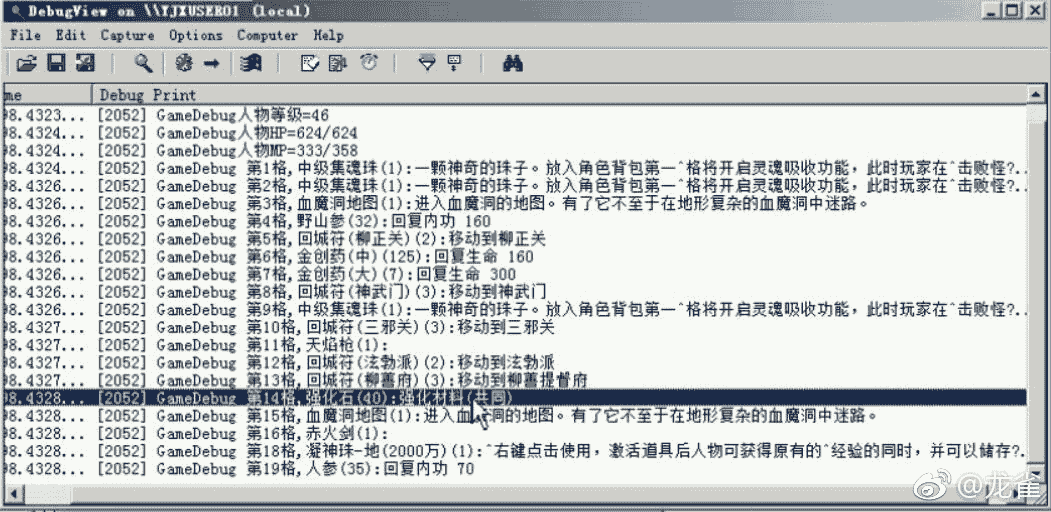 DebugView on \\YJXUSER01 (local)
File Edit Capture Options Computer Help
me Debug Print
98.4323... [2052] GameDebug人物等级=46
98.4324... [2052] GameDebug人物HP=624/624
98.4324... [2052] GameDebug人物MP=333/358
98.4324... [2052] GameDebug 第1格,中级集魂珠(1):一颗神奇的珠子。放入角色背包第一^格将开启灵魂吸收功能，此时玩家在^击败怪?..
98.4326... [2052] GameDebug 第2格,中级集魂珠(1):一颗神奇的珠子。放入角色背包第一^格将开启灵魂吸收功能，此时玩家在^击败怪?..
98.4326... [2052] GameDebug 第3格,血魔洞地图(1):进入血魔洞的地图。有了它不至于在地形复杂的血魔洞中迷路。
98.4326... [2052] GameDebug 第4格,野山参(32):回复内功 160
98.4326... [2052] GameDebug 第5格,回城符(柳正关)(2):移动到柳正关
98.4326... [2052] GameDebug 第6格,金创药(中)(125):回复生命 160
98.4326... [2052] GameDebug 第7格,金创药(大)(7):回复生命 300
98.4326... [2052] GameDebug 第8格,回城符(神武门)(3):移动到神武门
98.4326... [2052] GameDebug 第9格,中级集魂珠(1):一颗神奇的珠子。放入角色背包第一^格将开启灵魂吸收功能，此时玩家在^击败怪?..
98.4327... [2052] GameDebug 第10格,回城符(三邪关)(3):移动到三邪关
98.4327... [2052] GameDebug 第11格,天焰枪(1):
98.4327... [2052] GameDebug 第12格,回城符(泫勃派)(2):移动到泫勃派
98.4327... [2052] GameDebug 第13格,回城符(柳善府)(3):移动到柳善提督府
98.4328... [2052] GameDebug 第14格,强化石(40):强化材料(共同)
98.4328... [2052] GameDebug 第15格,血魔洞地图(1):进入血魔洞的地图。有了它不至于在地形复杂的血魔洞中迷路。
98.4328... [2052] GameDebug 第16格,赤火剑(1):
98.4328... [2052] GameDebug 第18格,凝神珠-地(2000万)(1):^右键点击使用，激活道具后人物可获得原有的^经验的同时，并可以储存?..
98.4328... [2052] GameDebug 第19格,人参(35):回复内功 70
@龙雀